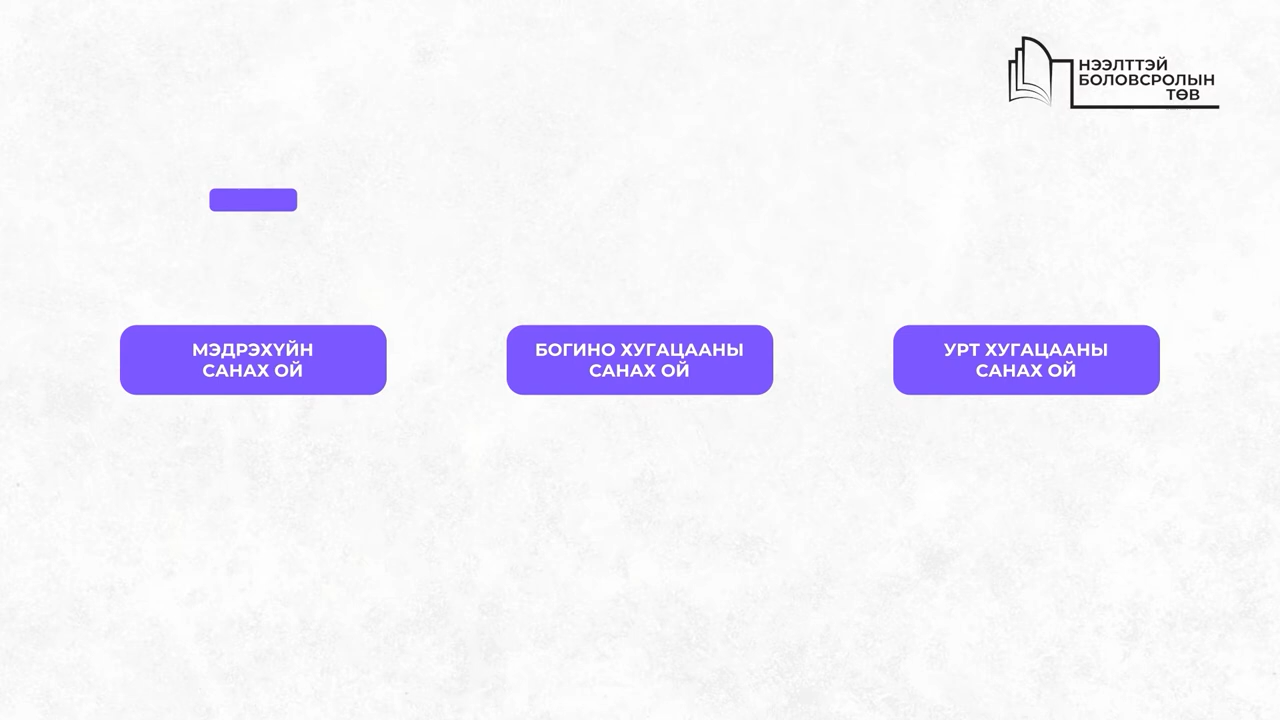 НЭЭЛТТЭЙ
БОЛОВСРОЛЫН
ТӨВ
МЭДРЭХҮЙН
САНАХ ОЙ
БОГИНО ХУГАЦААНЫ
САНАХ ОЙ
УРТ ХУГАЦААНЫ
САНАХ ОЙ